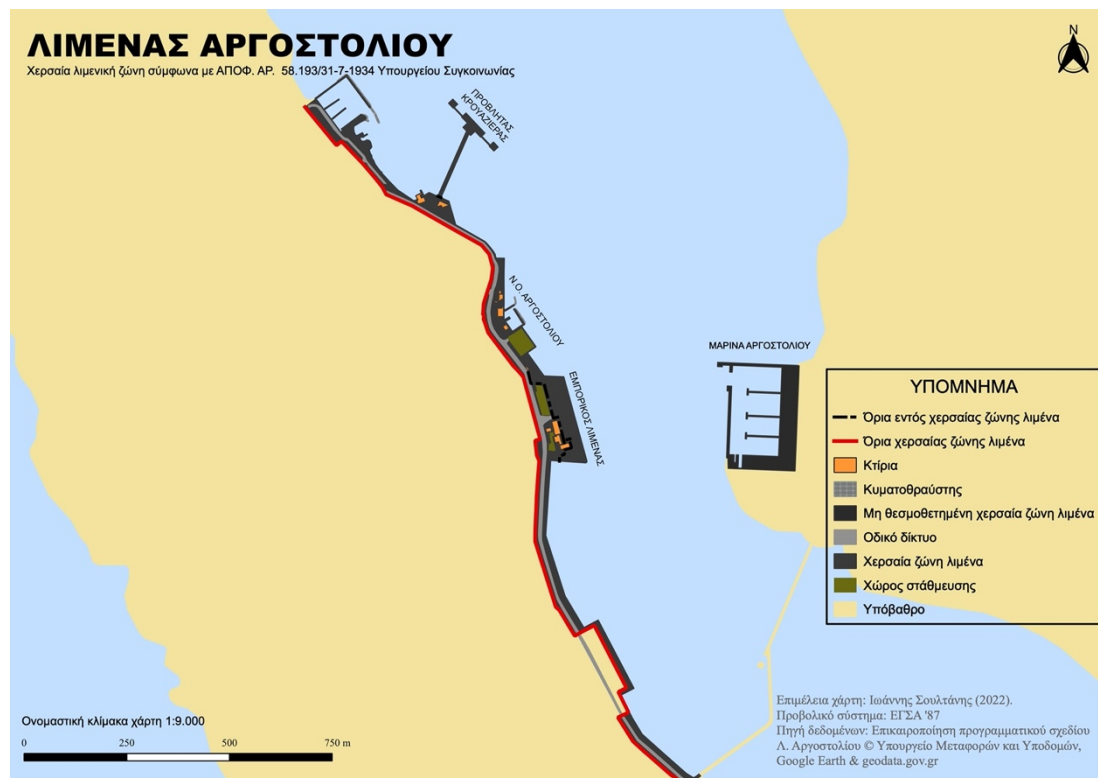 ΛΙΜΕΝΑΣ ΑΡΓΟΣΤΟΛΙΟΥ
Χερσαία λιμενική ζώνη σύμφωνα με ΑΠΟΦ. ΑΡ. 58.193/31-7-1934 Υπουργείου Συγκοινωνίας
N
ΠΡΟΒΛΗΤΑΣ
ΚΡΟΥΑΖΙΕΡΑΣ
Ν.Ο. ΑΡΓΟΣΤΟΛΙΟΥ
ΕΜΠΟΡΙΚΟΣ ΛΙΜΕΝΑΣ
ΜΑΡΙΝΑ ΑΡΓΟΣΤΟΛΙΟΥ
ΥΠΟΜΝΗΜΑ
Όρια εντός χερσαίας ζώνης λιμένα
Όρια χερσαίας ζώνης λιμένα
Κτίρια
Κυματοθραύστης
Μη θεσμοθετημένη χερσαία ζώνη λιμένα
Οδικό δίκτυο
Χερσαία ζώνη λιμένα
Χώρος στάθμευσης
Υπόβαθρο
Ονομαστική κλίμακα χάρτη 1:9.000
0 250 500 750 m
Επιμέλεια χάρτη: Ιωάννης Σουλτάνης (2022).
Προβολικό σύστημα: ΕΓΣΑ '87
Πηγή δεδομένων: Επικαιροποίηση προγραμματικού σχεδίου
Λ. Αργοστολίου © Υπουργείο Μεταφορών και Υποδομών,
Google Earth & geodata.gov.gr